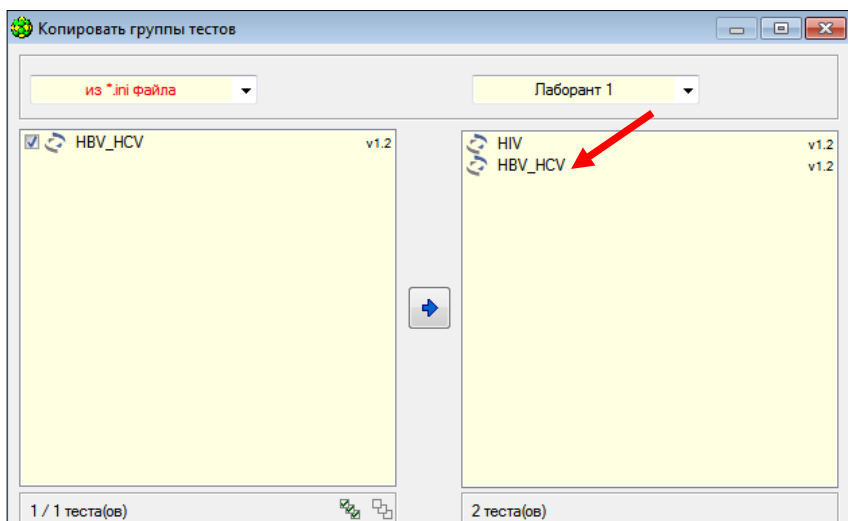 Копировать группы тестов
из *.ini файла
Лаборант 1
HBV_HCV v1.2
HIV v1.2
HBV_HCV v1.2
1 / 1 теста(ов)
2 теста(ов)